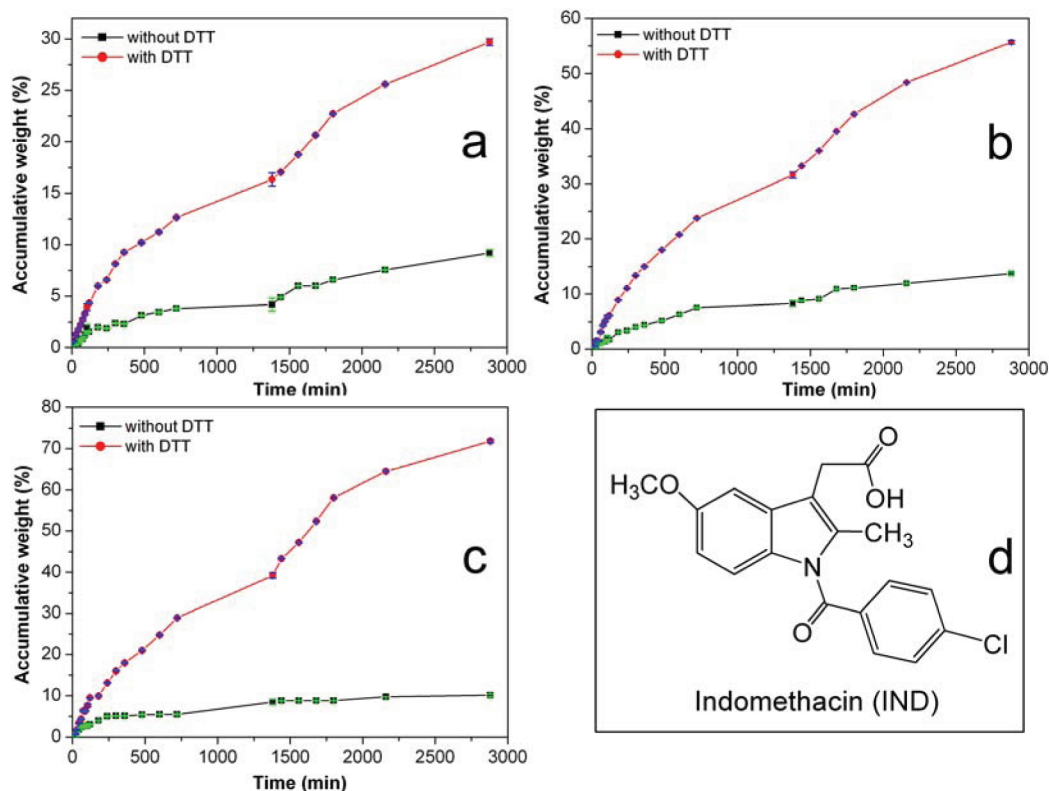 without DTT
with DTT
a
Accumulative weight (%)
30
25
20
15
10
5
0
0 500 1000 1500 2000 2500 3000
Time (min)
without DTT
with DTT
b
Accumulative weight (%)
60
50
40
30
20
10
0
0 500 1000 1500 2000 2500 3000
Time (min)
without DTT
with DTT
c
Accumulative weight (%)
80
70
60
50
40
30
20
10
0
0 500 1000 1500 2000 2500 3000
Time (min)
O
H₃CO
OH
CH₃
d
N
O
Cl
Indomethacin (IND)